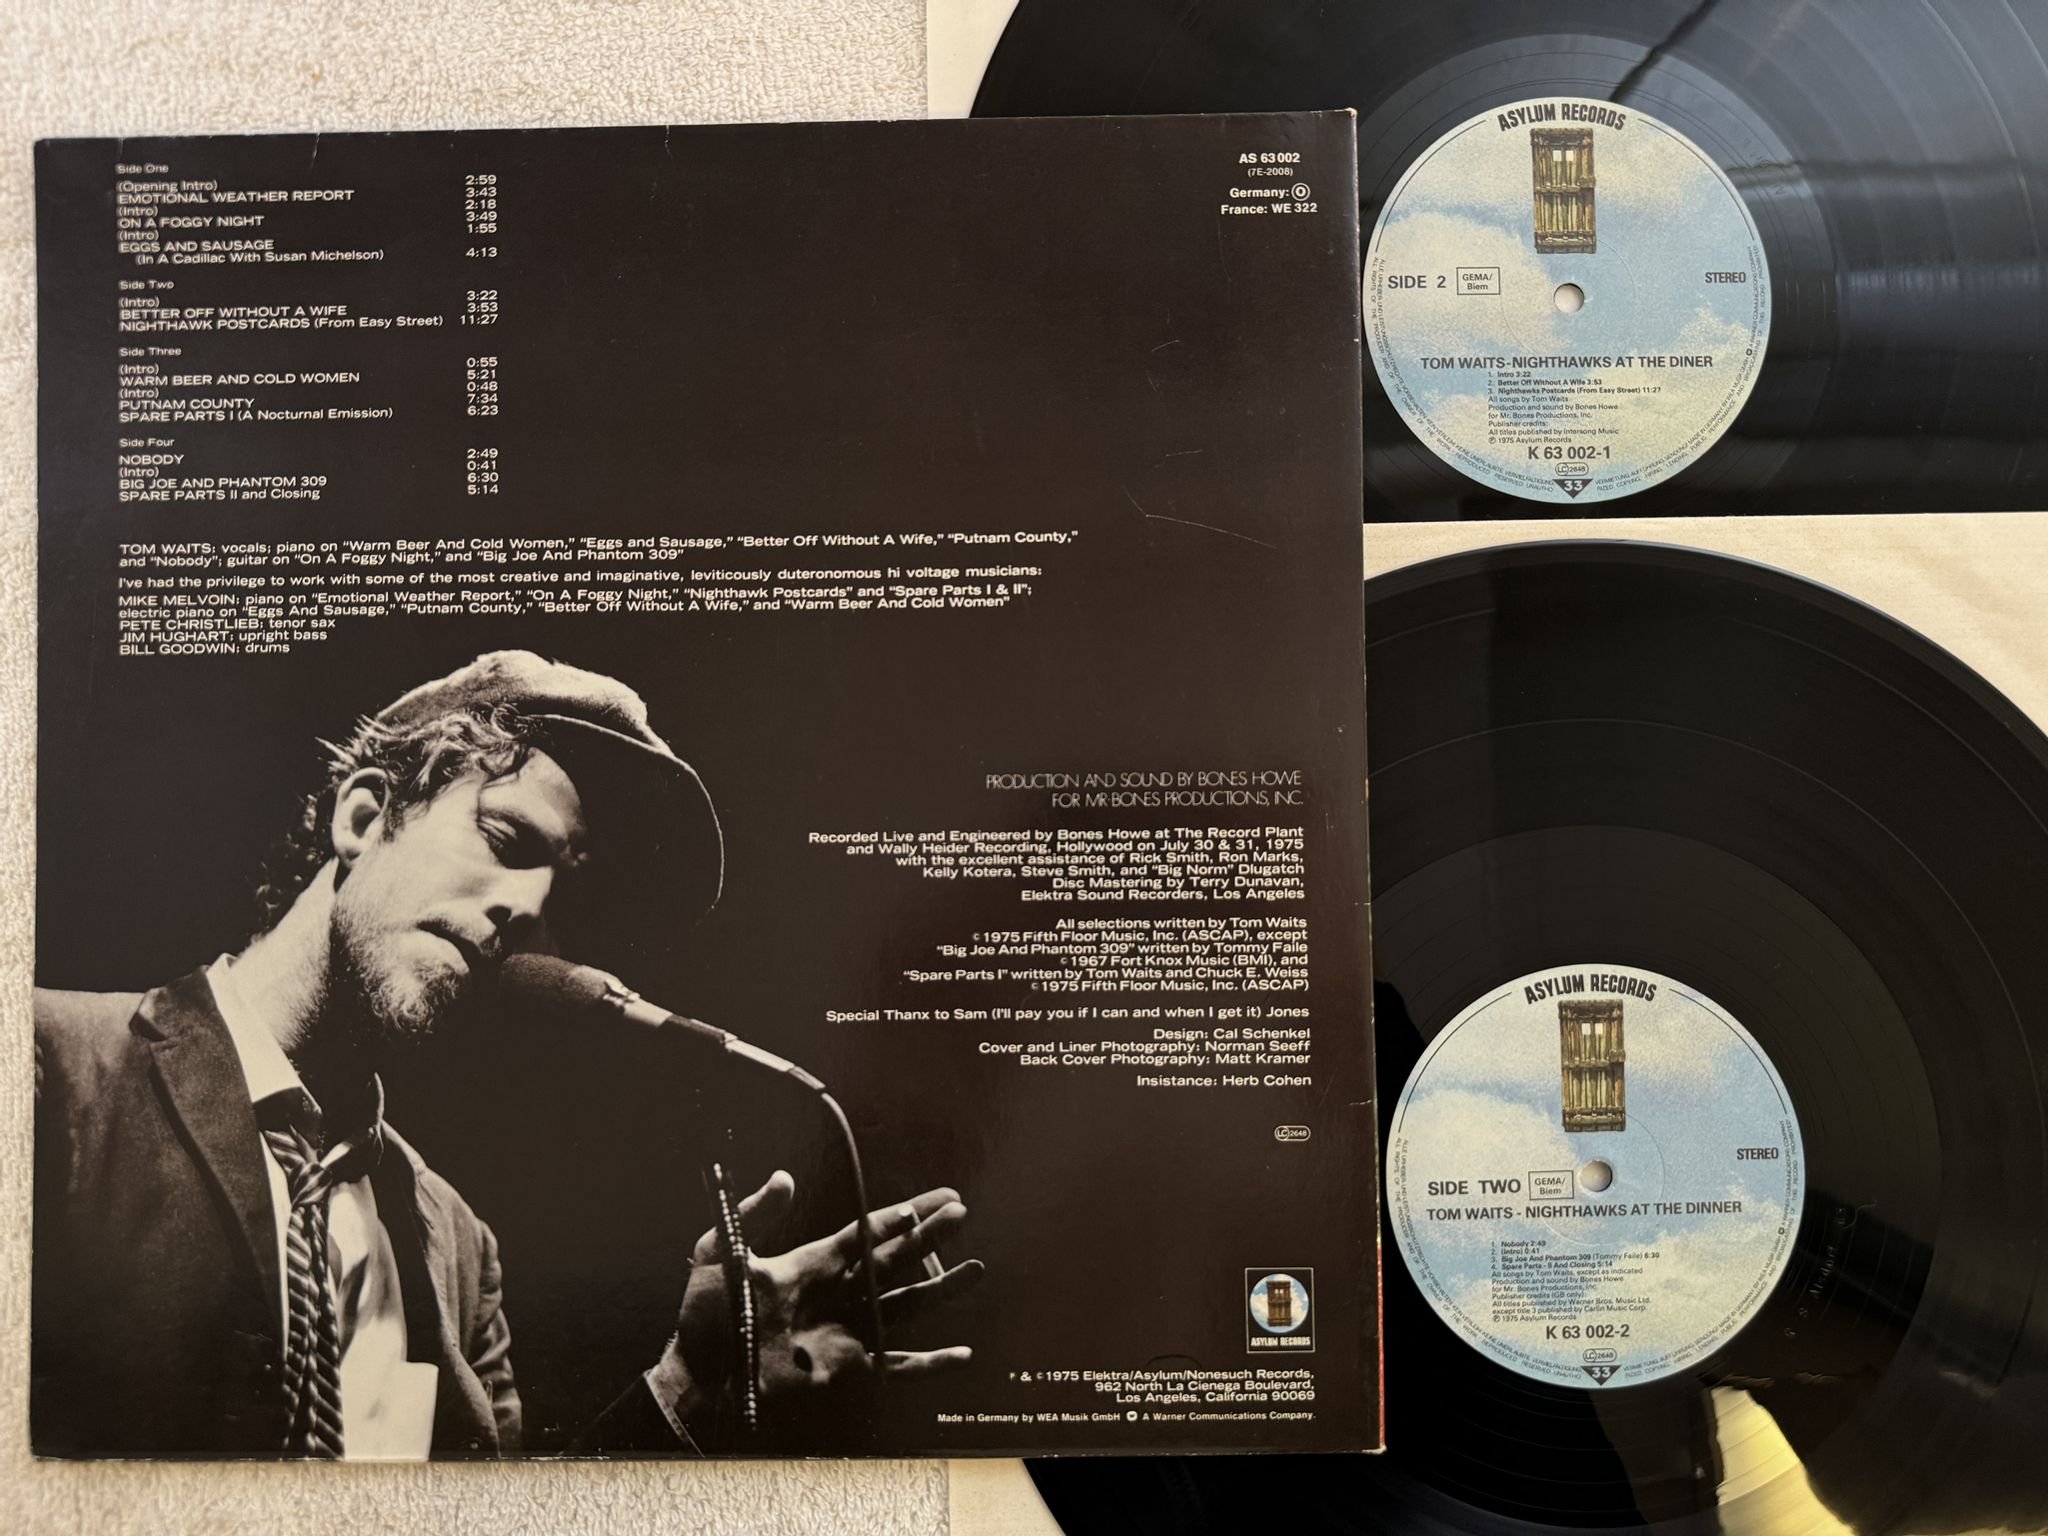 Side One
(Opening Intro) 2:59
EMOTIONAL WEATHER REPORT 3:43
(Intro) 2:18
ON A FOGGY NIGHT 3:49
(Intro) 1:55
EGGS AND SAUSAGE
(In A Cadillac With Susan Michelson) 4:13
Side Two
(Intro) 3:22
BETTER OFF WITHOUT A WIFE 3:53
NIGHTHAWK POSTCARDS (From Easy Street) 11:27
Side Three
(Intro) 0:55
WARM BEER AND COLD WOMEN 5:21
(Intro) 0:48
PUTNAM COUNTY 7:34
SPARE PARTS I (A Nocturnal Emission) 6:23
Side Four
NOBODY 2:49
(Intro) 0:41
BIG JOE AND PHANTOM 309 6:30
SPARE PARTS II and Closing 5:14
TOM WAITS: vocals; piano on "Warm Beer And Cold Women," "Eggs and Sausage," "Better Off Without A Wife," "Putnam County,"
and "Nobody"; guitar on "On A Foggy Night," and "Big Joe And Phantom 309"
I've had the privilege to work with some of the most creative and imaginative, leviticously duteronomous hi voltage musicians:
MIKE MELVOIN: piano on "Emotional Weather Report," "On A Foggy Night," "Nighthawk Postcards" and "Spare Parts I & II";
electric piano on "Eggs And Sausage," "Putnam County," "Better Off Without A Wife," and "Warm Beer And Cold Women"
PETE CHRISTLIEB: tenor sax
JIM HUGHART: upright bass
BILL GOODWIN: drums
AS 63 002
(7E-2008)
Germany: O
France: WE 322
PRODUCTION AND SOUND BY BONES HOWE
FOR MR. BONES PRODUCTIONS, INC.
Recorded Live and Engineered by Bones Howe at The Record Plant
and Wally Heider Recording, Hollywood on July 30 & 31, 1975
with the excellent assistance of Rick Smith, Ron Marks,
Kelly Kotera, Steve Smith, and "Big Norm" Dlugatch
Disc Mastering by Terry Dunavan,
Elektra Sound Recorders, Los Angeles
All selections written by Tom Waits
© 1975 Fifth Floor Music, Inc. (ASCAP), except
"Big Joe And Phantom 309" written by Tommy Faile
© 1967 Fort Knox Music (BMI), and
"Spare Parts I" written by Tom Waits and Chuck E. Weiss
© 1975 Fifth Floor Music, Inc. (ASCAP)
Special Thanx to Sam (I'll pay you if I can and when I get it) Jones
Design: Cal Schenkel
Cover and Liner Photography: Norman Seeff
Back Cover Photography: Matt Kramer
Insistance: Herb Cohen
LC 2648
ASYLUM RECORDS
℗ & © 1975 Elektra/Asylum/Nonesuch Records,
962 North La Cienega Boulevard,
Los Angeles, California 90069
Made in Germany by WEA Musik GmbH A Warner Communications Company.
ASYLUM RECORDS
SIDE 2 GEMA/ Biem STEREO
TOM WAITS-NIGHTHAWKS AT THE DINER
1. Intro 3:22
2. Better Off Without A Wife 3:53
3. Nighthawks Postcards (From Easy Street) 11:27
All songs by Tom Waits
Production and sound by Bones Howe
for Mr. Bones Productions, Inc.
Publisher credits:
All titles published by Intersong Music
℗ 1975 Asylum Records
K 63 002-1
LC 2648
33
ASYLUM RECORDS
STEREO
SIDE TWO GEMA/ Biem
TOM WAITS - NIGHTHAWKS AT THE DINNER
1. Nobody 2:49
2. (Intro) 0:41
3. Big Joe And Phantom 309 (Tommy Faile) 6:30
4. Spare Parts - II And Closing 5:14
All songs by Tom Waits, except as indicated
Production and sound by Bones Howe
for Mr. Bones Productions, Inc.
Publisher credits (GB only)
All titles published by Warner Bros. Music Ltd.
except title 3 published by Carlin Music Corp.
℗ 1975 Asylum Records
K 63 002-2
LC 2648
33